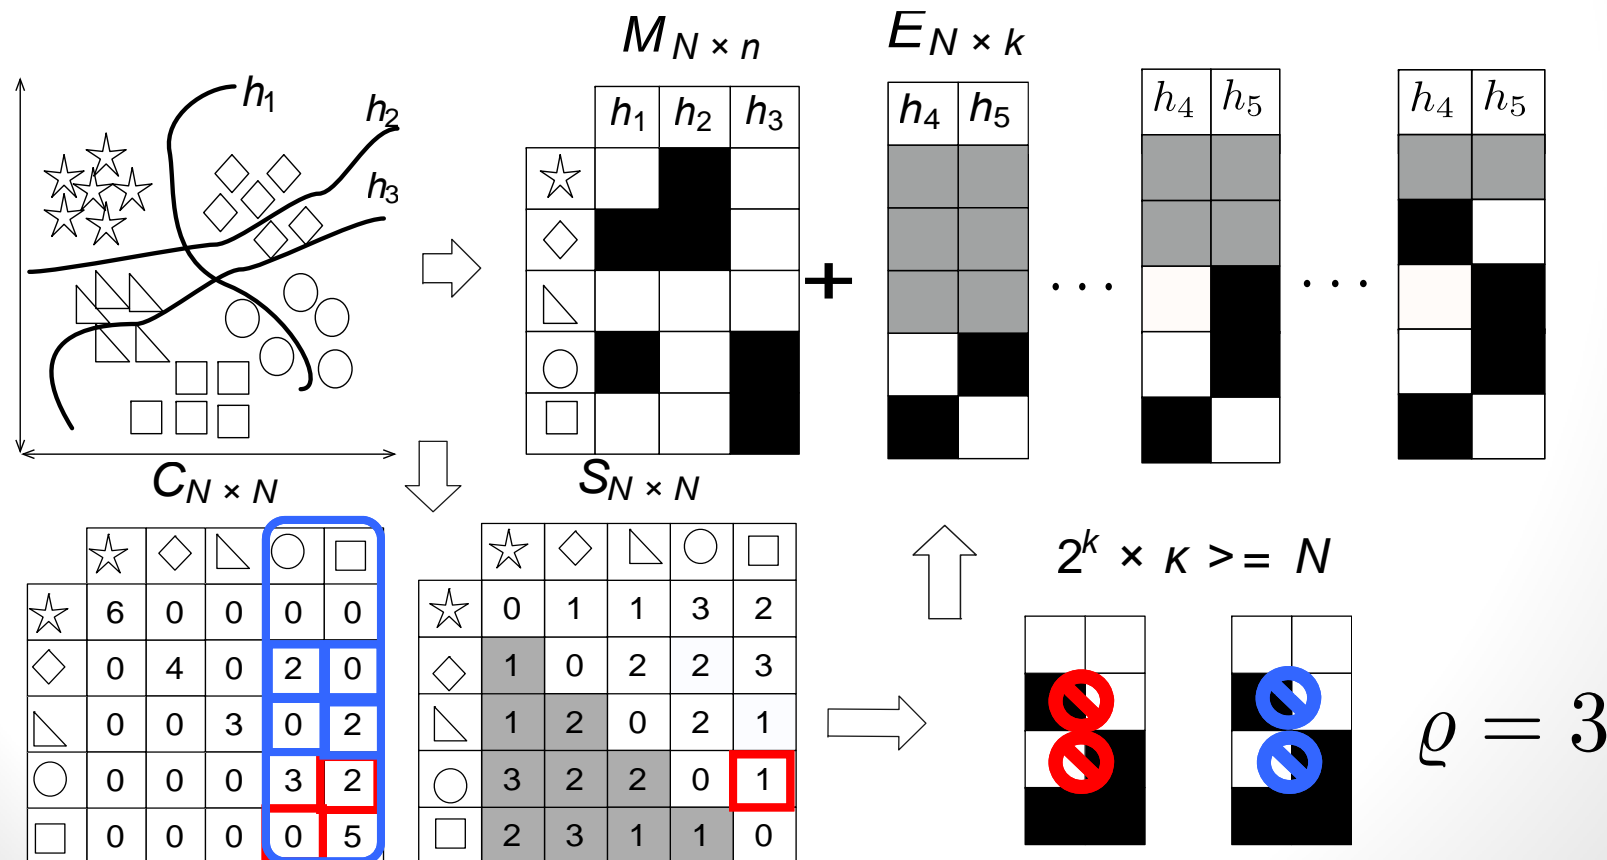 h1
h2
h3
M N × n
h1 h2 h3
+
E N × k
h4 h5
...
h4 h5
...
h4 h5
C N × N
6 0 0 0 0
0 4 0 2 0
0 0 3 0 2
0 0 0 3 2
0 0 0 0 5
S N × N
0 1 1 3 2
1 0 2 2 3
1 2 0 2 1
3 2 2 0 1
2 3 1 1 0
2^k × κ >= N
ϱ = 3